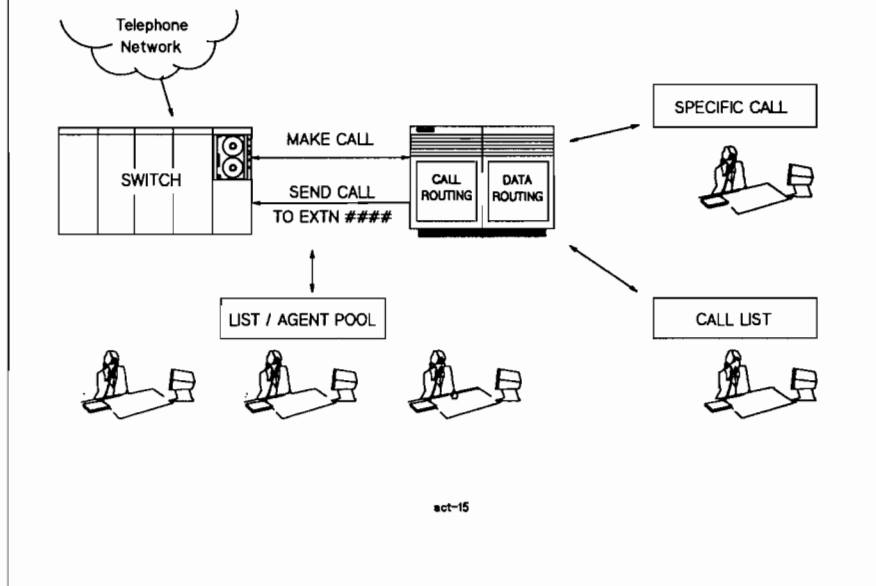 Telephone
Network
SPECIFIC CALL
MAKE CALL
SWITCH
CALL
ROUTING
DATA
ROUTING
SEND CALL
TO EXTN ####
LIST / AGENT POOL
CALL LIST
act-15